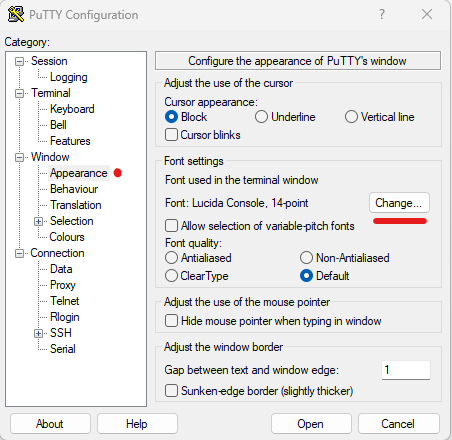 PuTTY Configuration
?
Category:
Session
Logging
Terminal
Keyboard
Bell
Features
Window
Appearance
Behaviour
Translation
Selection
Colours
Connection
Data
Proxy
Telnet
Rlogin
SSH
Serial
Configure the appearance of PuTTY's window
Adjust the use of the cursor
Cursor appearance:
Block Underline Vertical line
Cursor blinks
Font settings
Font used in the terminal window
Font: Lucida Console, 14-point Change...
Allow selection of variable-pitch fonts
Font quality:
Antialiased Non-Antialiased
ClearType Default
Adjust the use of the mouse pointer
Hide mouse pointer when typing in window
Adjust the window border
Gap between text and window edge: 1
Sunken-edge border (slightly thicker)
About Help Open Cancel